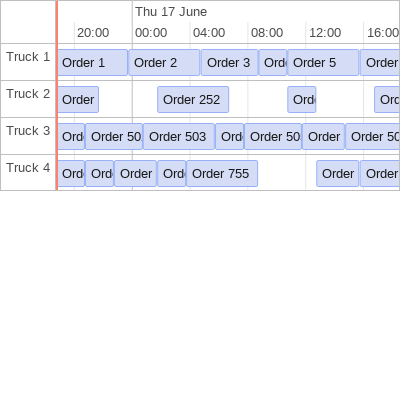 Thu 17 June
20:00 00:00 04:00 08:00 12:00 16:00
Truck 1 Order 1 Order 2 Order 3 Ord Order 5 Order
Truck 2 Order Order 252 Ord Ord
Truck 3 Ord Order 50 Order 503 Ord Order 50 Order Order 50
Truck 4 Ord Ord Order Ord Order 755 Order Order